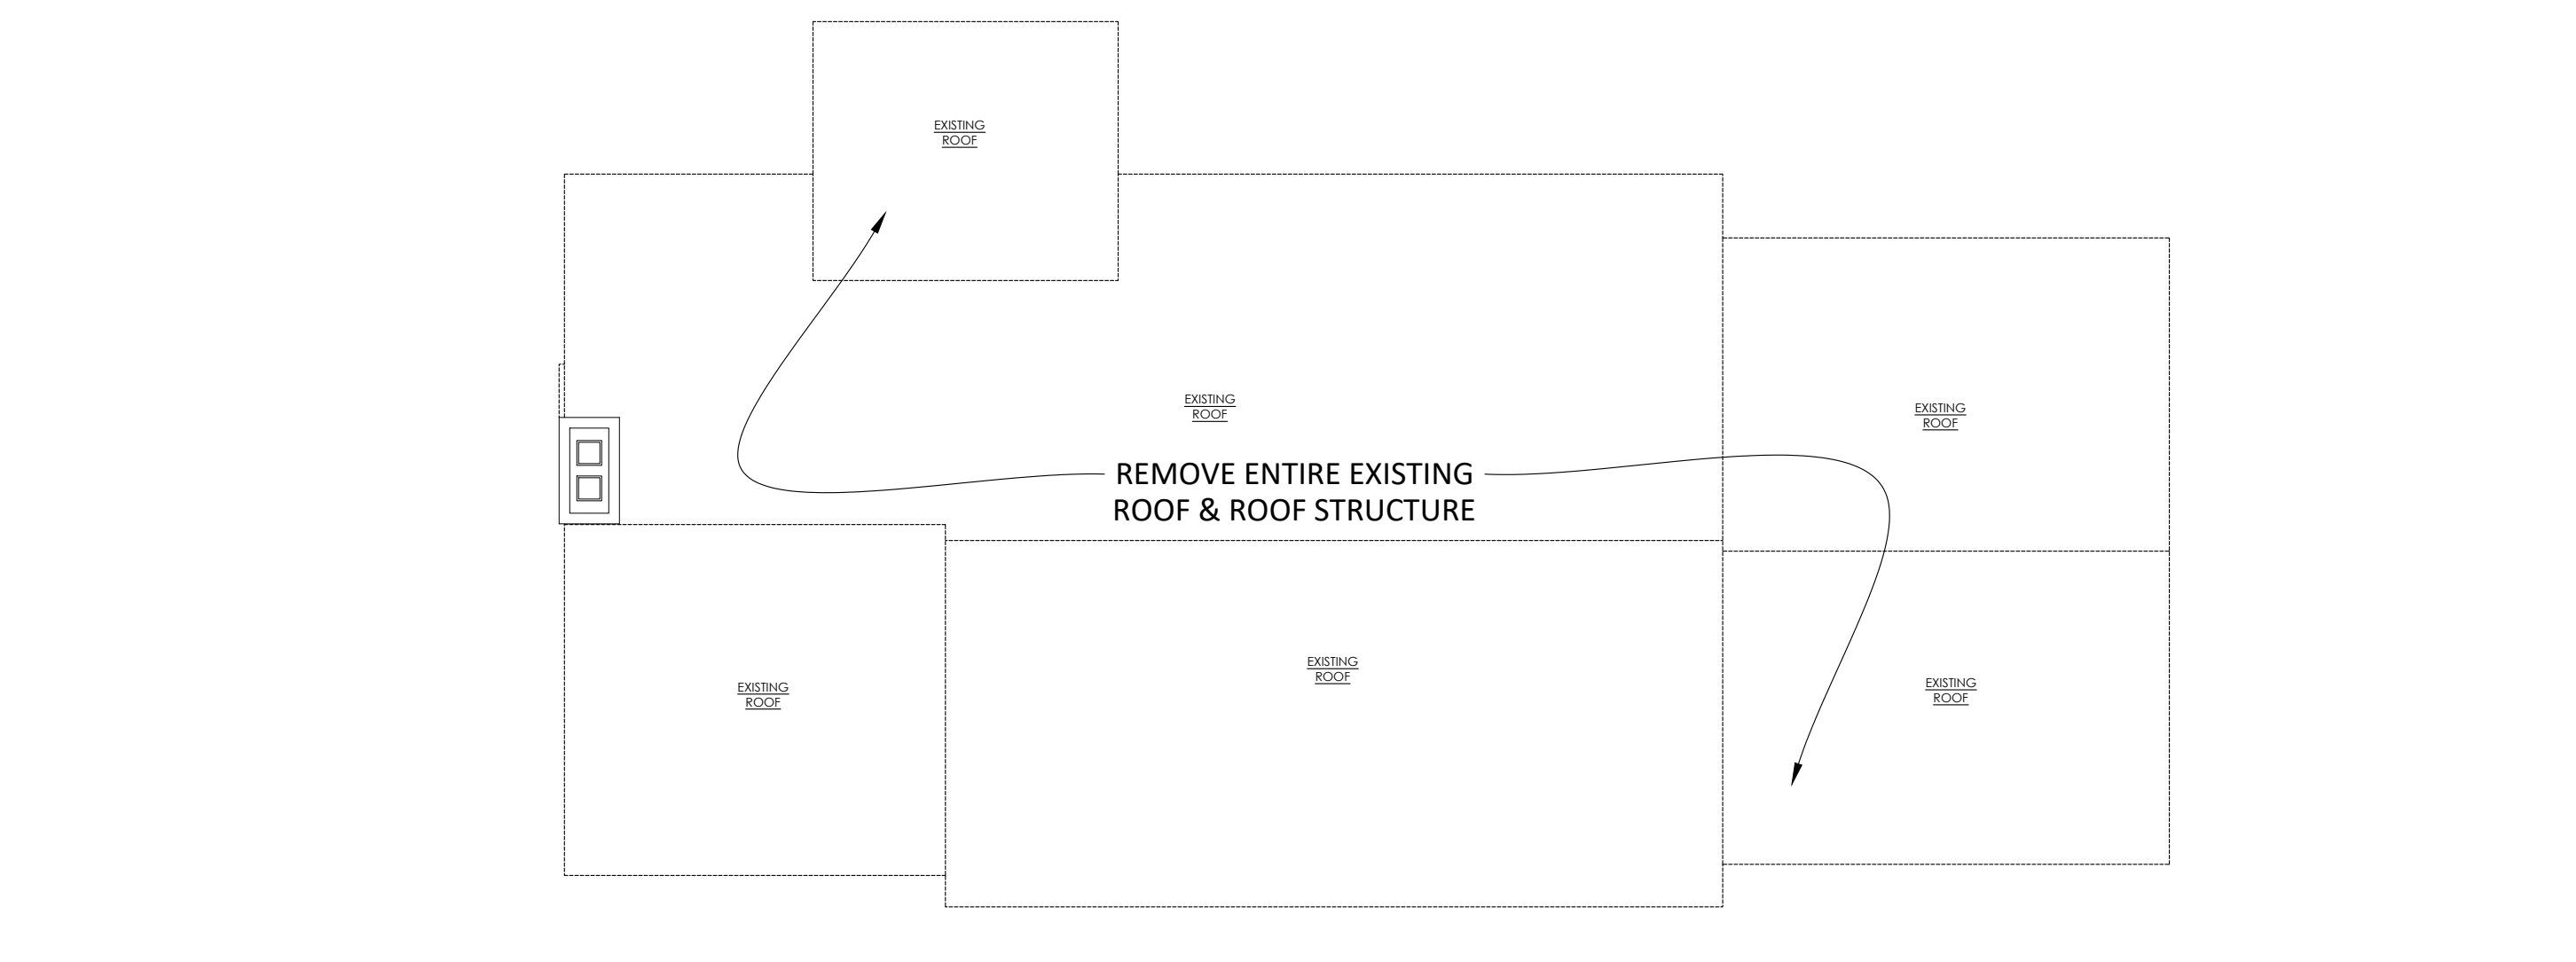 EXISTING
ROOF
EXISTING
ROOF
EXISTING
ROOF
REMOVE ENTIRE EXISTING
ROOF & ROOF STRUCTURE
EXISTING
ROOF
EXISTING
ROOF
EXISTING
ROOF